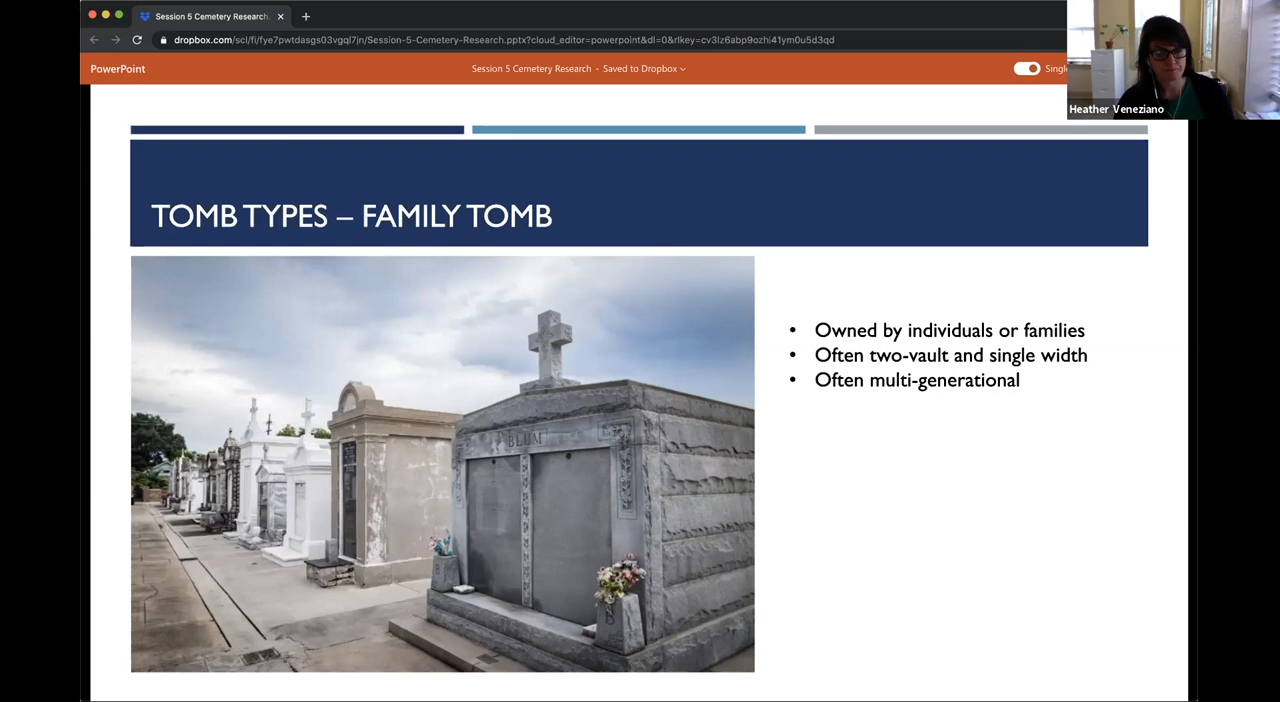 Session 5 Cemetery Research.
dropbox.com/scl/fi/fye7pwtdasgs03vgql7jn/Session-5-Cemetery-Research.pptx?cloud_editor=powerpoint&dl=0&rlkey=cv3lz6abp9ozhi41ym0u5d3qd
PowerPoint
Session 5 Cemetery Research - Saved to Dropbox
Singl
Heather Veneziano
TOMB TYPES – FAMILY TOMB
• Owned by individuals or families
• Often two-vault and single width
• Often multi-generational
BLUM